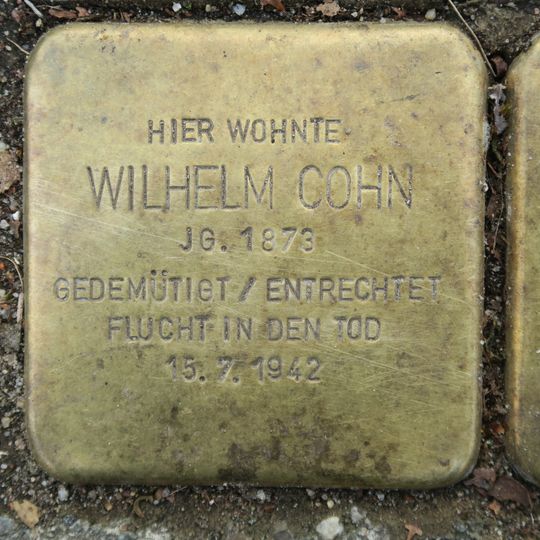 HIER WOHNTE
WILHELM COHN
JG. 1873
GEDEMÜTIGT / ENTRECHTET
FLUCHT IN DEN TOD
15. 7. 1942